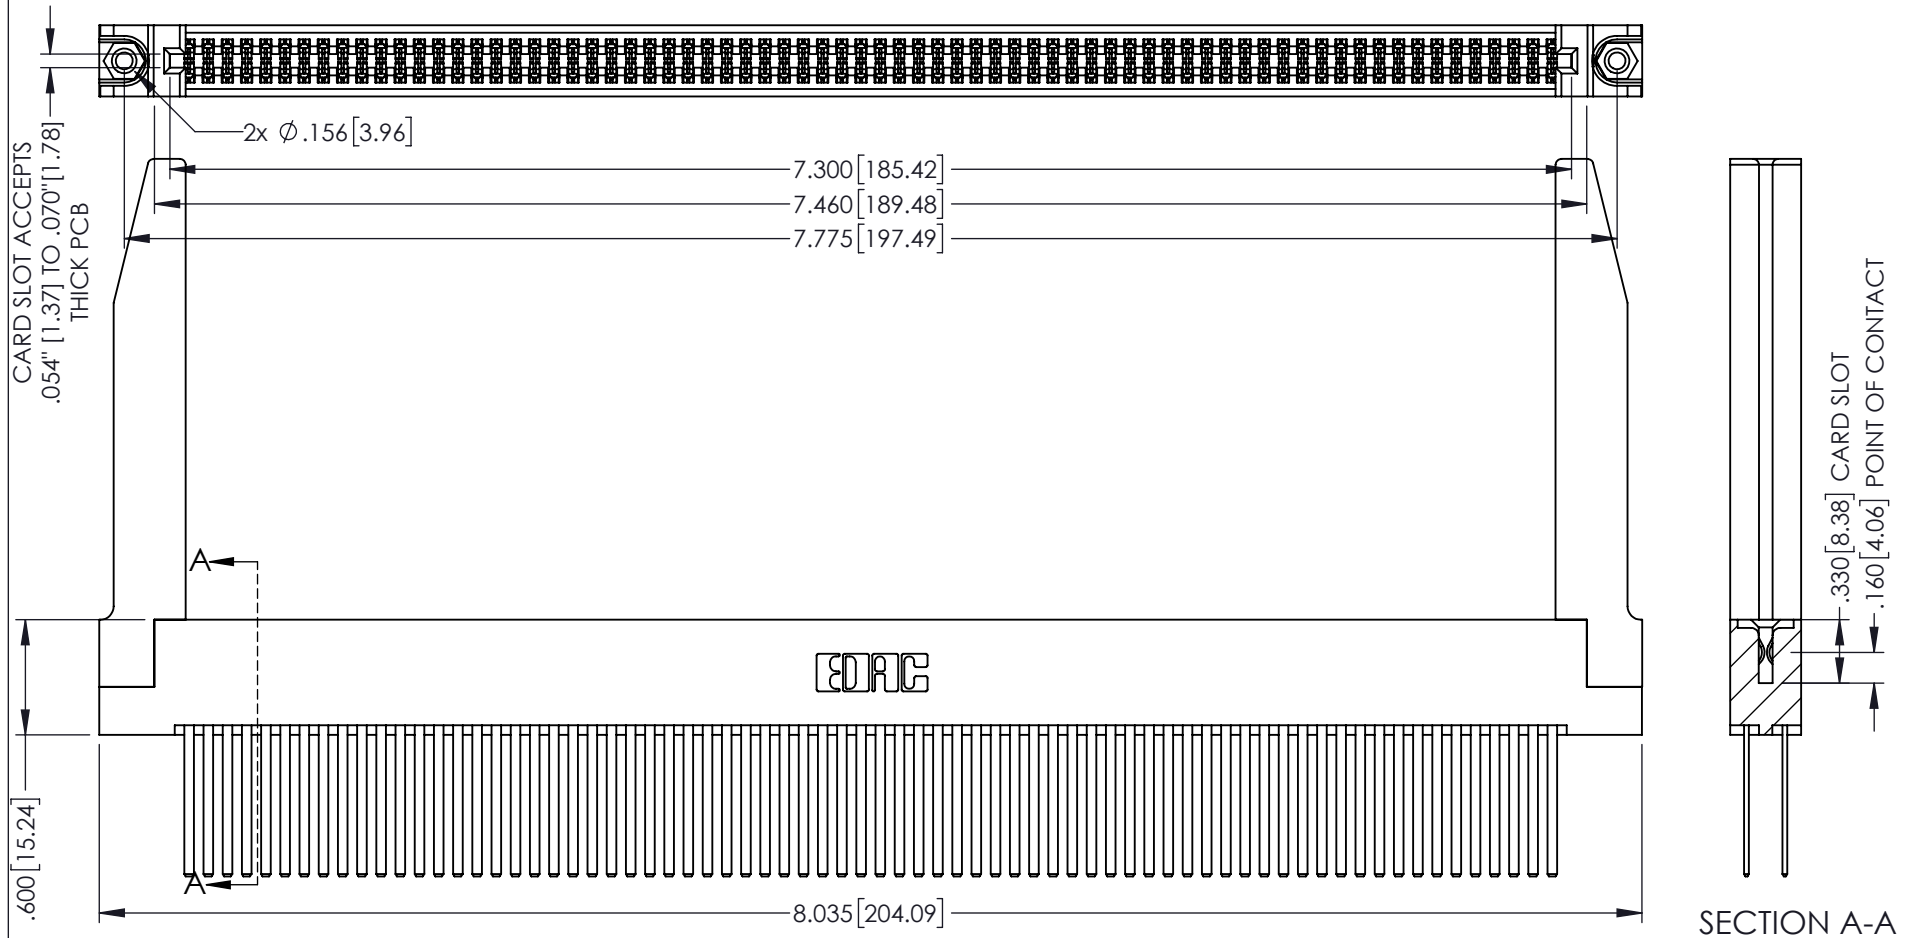 2x ∅.156[3.96]
CARD SLOT ACCEPTS
.054" [1.37] TO .070"[1.78]
THICK PCB
7.300[185.42]
7.460[189.48]
7.775[197.49]
.330[8.38] CARD SLOT
.160[4.06] POINT OF CONTACT
A
EDAC
A
.600[15.24]
8.035[204.09]
SECTION A-A